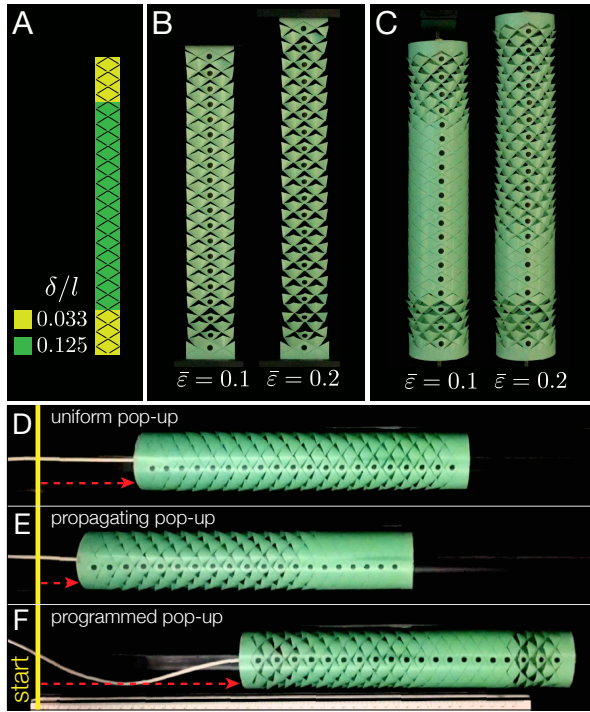 A
B
C
δ/l
0.033
0.125
ε̄ = 0.1
ε̄ = 0.2
ε̄ = 0.1
ε̄ = 0.2
D
uniform pop-up
E
propagating pop-up
F
programmed pop-up
start